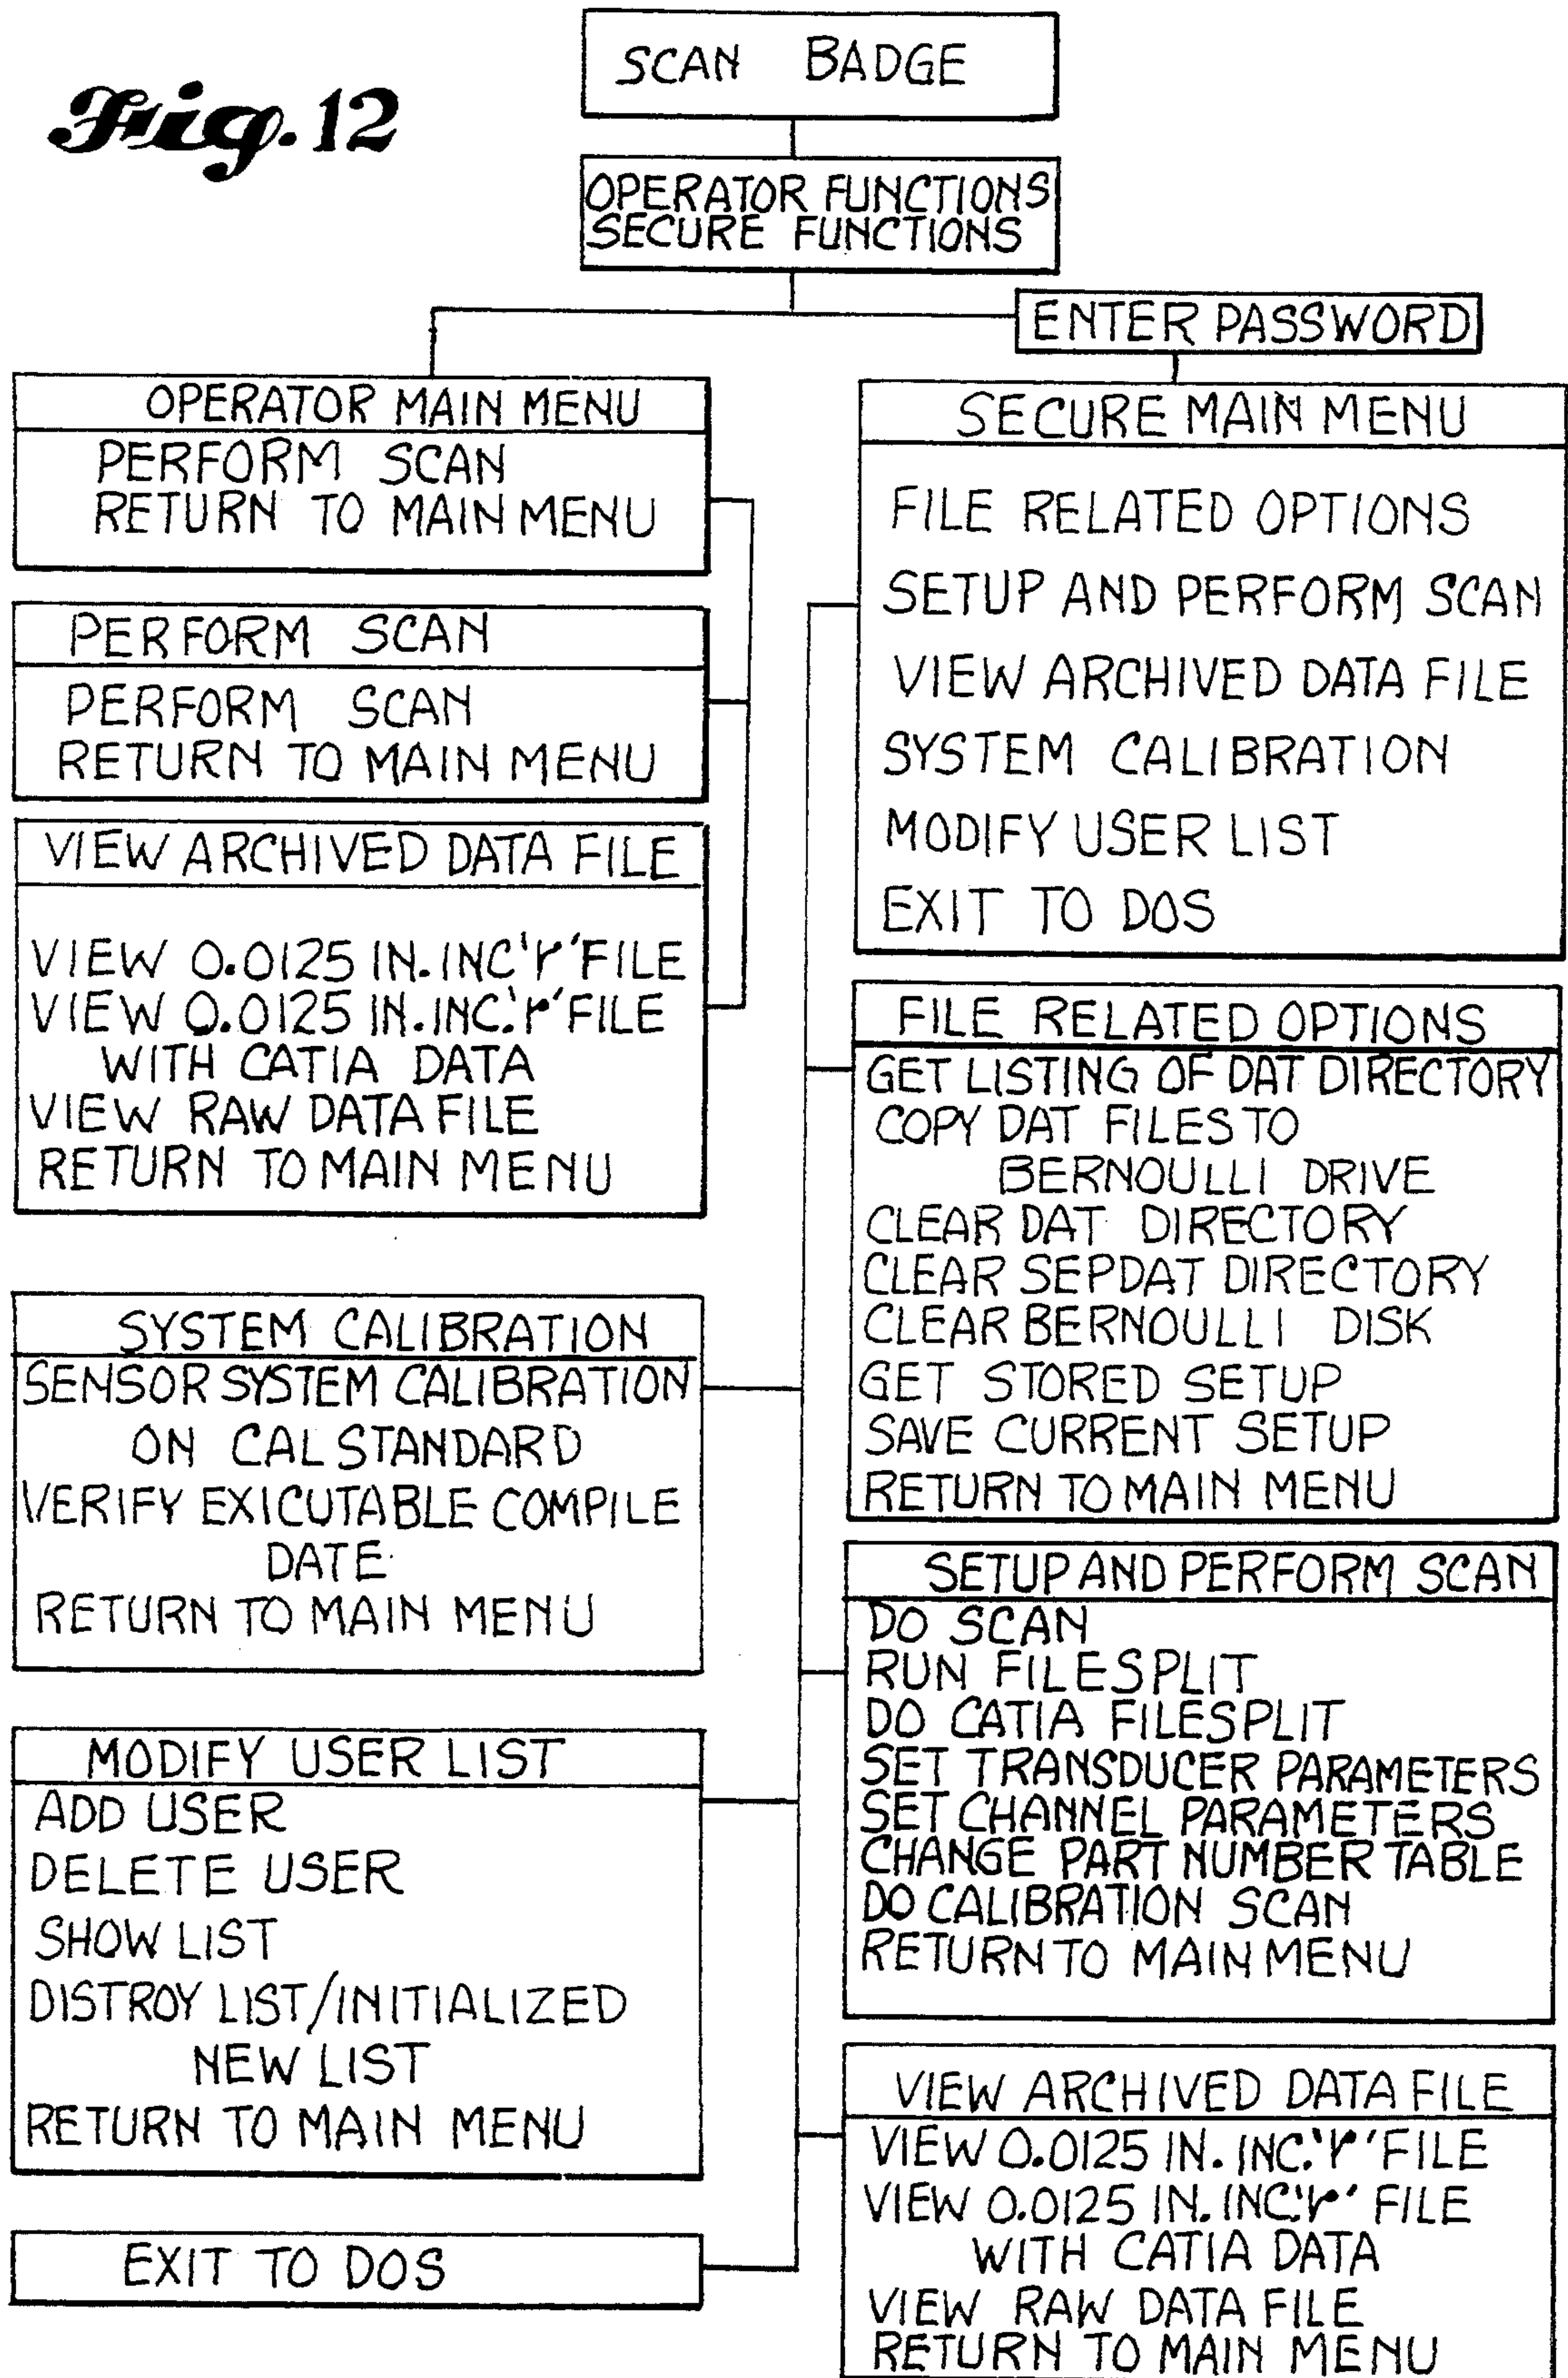 Fig. 12
SCAN BADGE
OPERATOR FUNCTIONS
SECURE FUNCTIONS
ENTER PASSWORD
OPERATOR MAIN MENU
PERFORM SCAN
RETURN TO MAIN MENU
PERFORM SCAN
PERFORM SCAN
RETURN TO MAIN MENU
VIEW ARCHIVED DATA FILE
VIEW 0.0125 IN. INC 'r' FILE
VIEW 0.0125 IN. INC. 'r' FILE
WITH CATIA DATA
VIEW RAW DATA FILE
RETURN TO MAIN MENU
SYSTEM CALIBRATION
SENSOR SYSTEM CALIBRATION
ON CAL STANDARD
VERIFY EXICUTABLE COMPILE
DATE
RETURN TO MAIN MENU
MODIFY USER LIST
ADD USER
DELETE USER
SHOW LIST
DISTROY LIST/INITIALIZED
NEW LIST
RETURN TO MAIN MENU
EXIT TO DOS
SECURE MAIN MENU
FILE RELATED OPTIONS
SETUP AND PERFORM SCAN
VIEW ARCHIVED DATA FILE
SYSTEM CALIBRATION
MODIFY USER LIST
EXIT TO DOS
FILE RELATED OPTIONS
GET LISTING OF DAT DIRECTORY
COPY DAT FILES TO
BERNOULLI DRIVE
CLEAR DAT DIRECTORY
CLEAR SEPDAT DIRECTORY
CLEAR BERNOULLI DISK
GET STORED SETUP
SAVE CURRENT SETUP
RETURN TO MAIN MENU
SETUP AND PERFORM SCAN
DO SCAN
RUN FILESPLIT
DO CATIA FILESPLIT
SET TRANSDUCER PARAMETERS
SET CHANNEL PARAMETERS
CHANGE PART NUMBER TABLE
DO CALIBRATION SCAN
RETURN TO MAIN MENU
VIEW ARCHIVED DATA FILE
VIEW 0.0125 IN. INC. 'r' FILE
VIEW 0.0125 IN. INC. 'r' FILE
WITH CATIA DATA
VIEW RAW DATA FILE
RETURN TO MAIN MENU